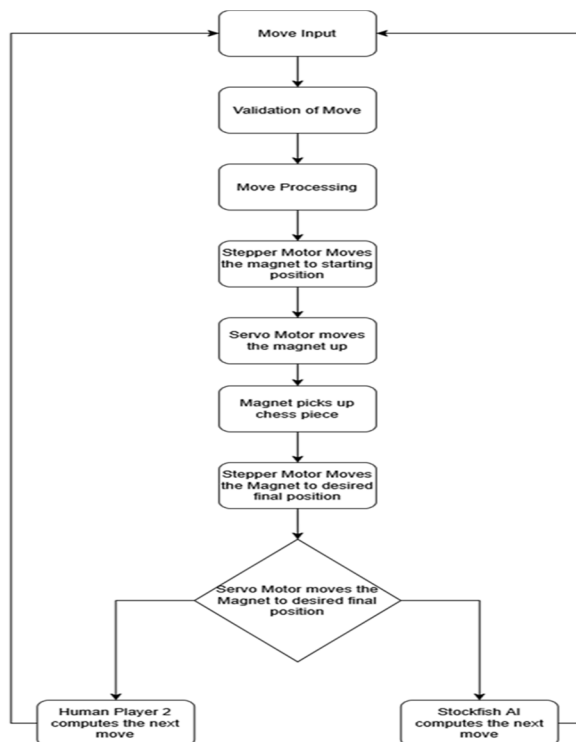 Move Input
Validation of Move
Move Processing
Stepper Motor Moves
the magnet to starting
position
Servo Motor moves
the magnet up
Magnet picks up
chess piece
Stepper Motor Moves
the Magnet to desired
final position
Servo Motor moves the
Magnet to desired final
position
Human Player 2
computes the next
move
Stockfish AI
computes the next
move